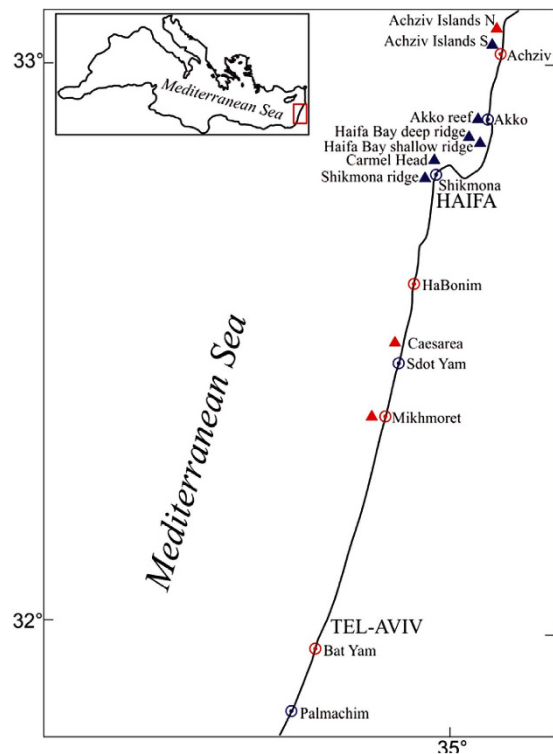 Achziv Islands N
33°
Achziv Islands S
Achziv
Mediterranean Sea
Akko reef
Akko
Haifa Bay deep ridge
Haifa Bay shallow ridge
Carmel Head
Shikmona ridge
Shikmona
HAIFA
HaBonim
Caesarea
Sdot Yam
Mikhmoret
Mediterranean Sea
32°
TEL-AVIV
Bat Yam
Palmachim
35°